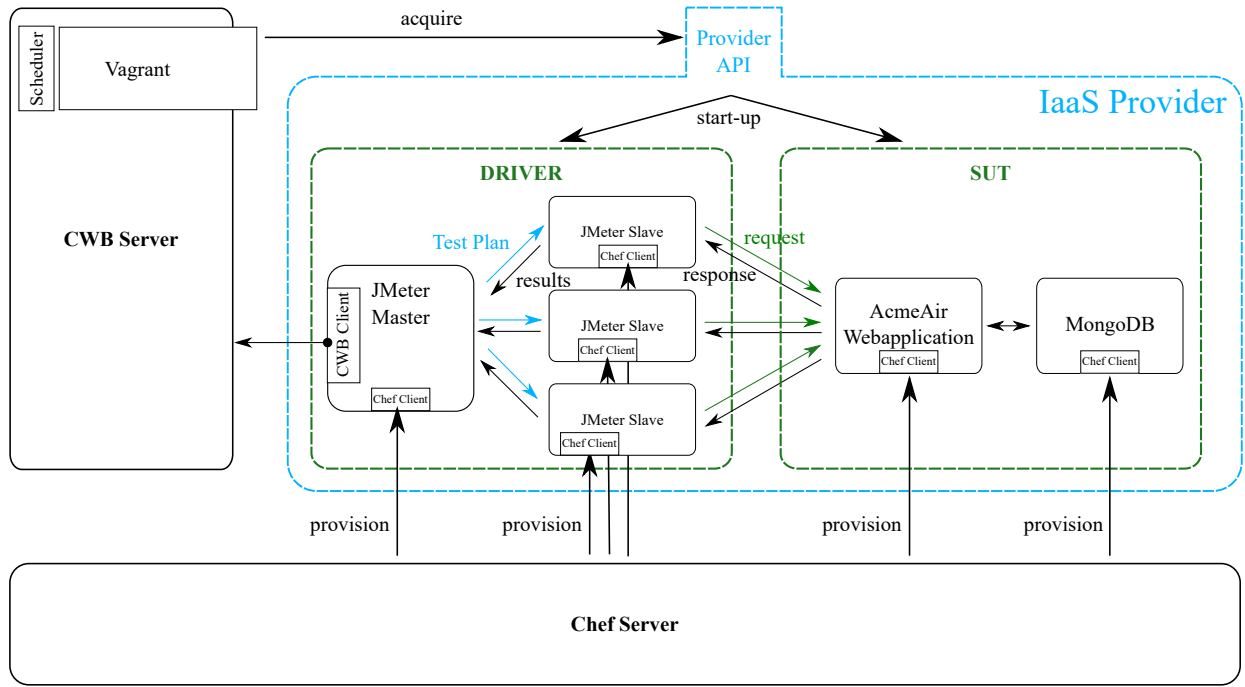 acquire
Scheduler
Vagrant
Provider
API
IaaS Provider
start-up
DRIVER
SUT
CWB Server
Test Plan
JMeter Slave
Chef Client
request
results
response
JMeter
Master
CWB Client
Chef Client
JMeter Slave
Chef Client
AcmeAir
Webapplication
Chef Client
MongoDB
Chef Client
JMeter Slave
Chef Client
provision
provision
provision
provision
Chef Server